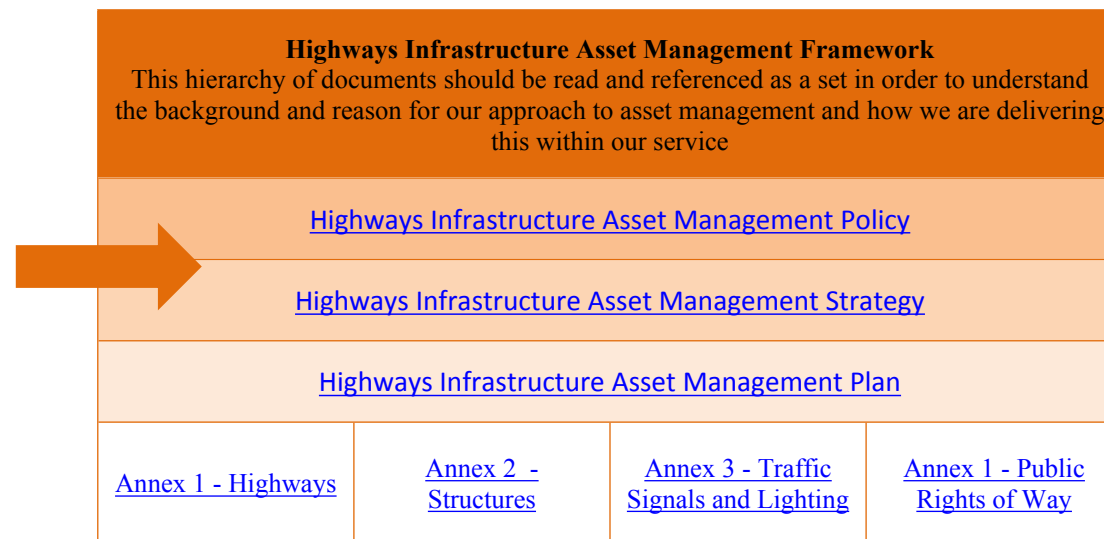 Highways Infrastructure Asset Management Framework
This hierarchy of documents should be read and referenced as a set in order to understand
the background and reason for our approach to asset management and how we are delivering
this within our service
Highways Infrastructure Asset Management Policy
Highways Infrastructure Asset Management Strategy
Highways Infrastructure Asset Management Plan
Annex 1 - Highways
Annex 2 -
Structures
Annex 3 - Traffic
Signals and Lighting
Annex 1 - Public
Rights of Way